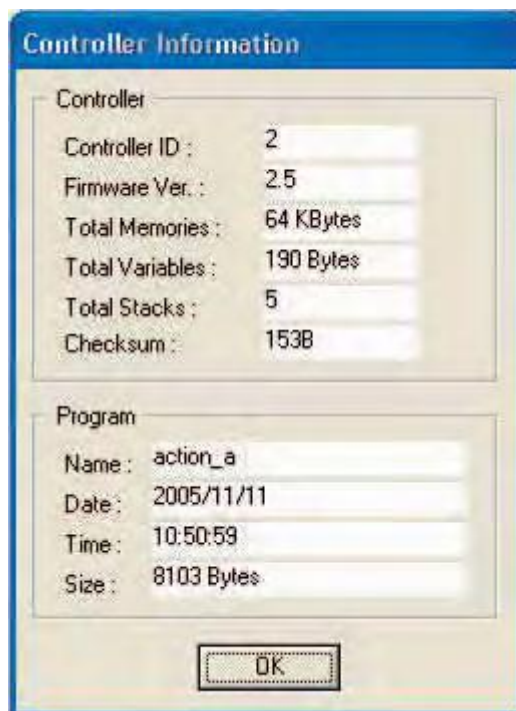 Controller Information
Controller
Controller ID : 2
Firmware Ver. : 2.5
Total Memories : 64 KBytes
Total Variables : 190 Bytes
Total Stacks : 5
Checksum : 153B
Program
Name : action_a
Date : 2005/11/11
Time : 10:50:59
Size : 8103 Bytes
OK